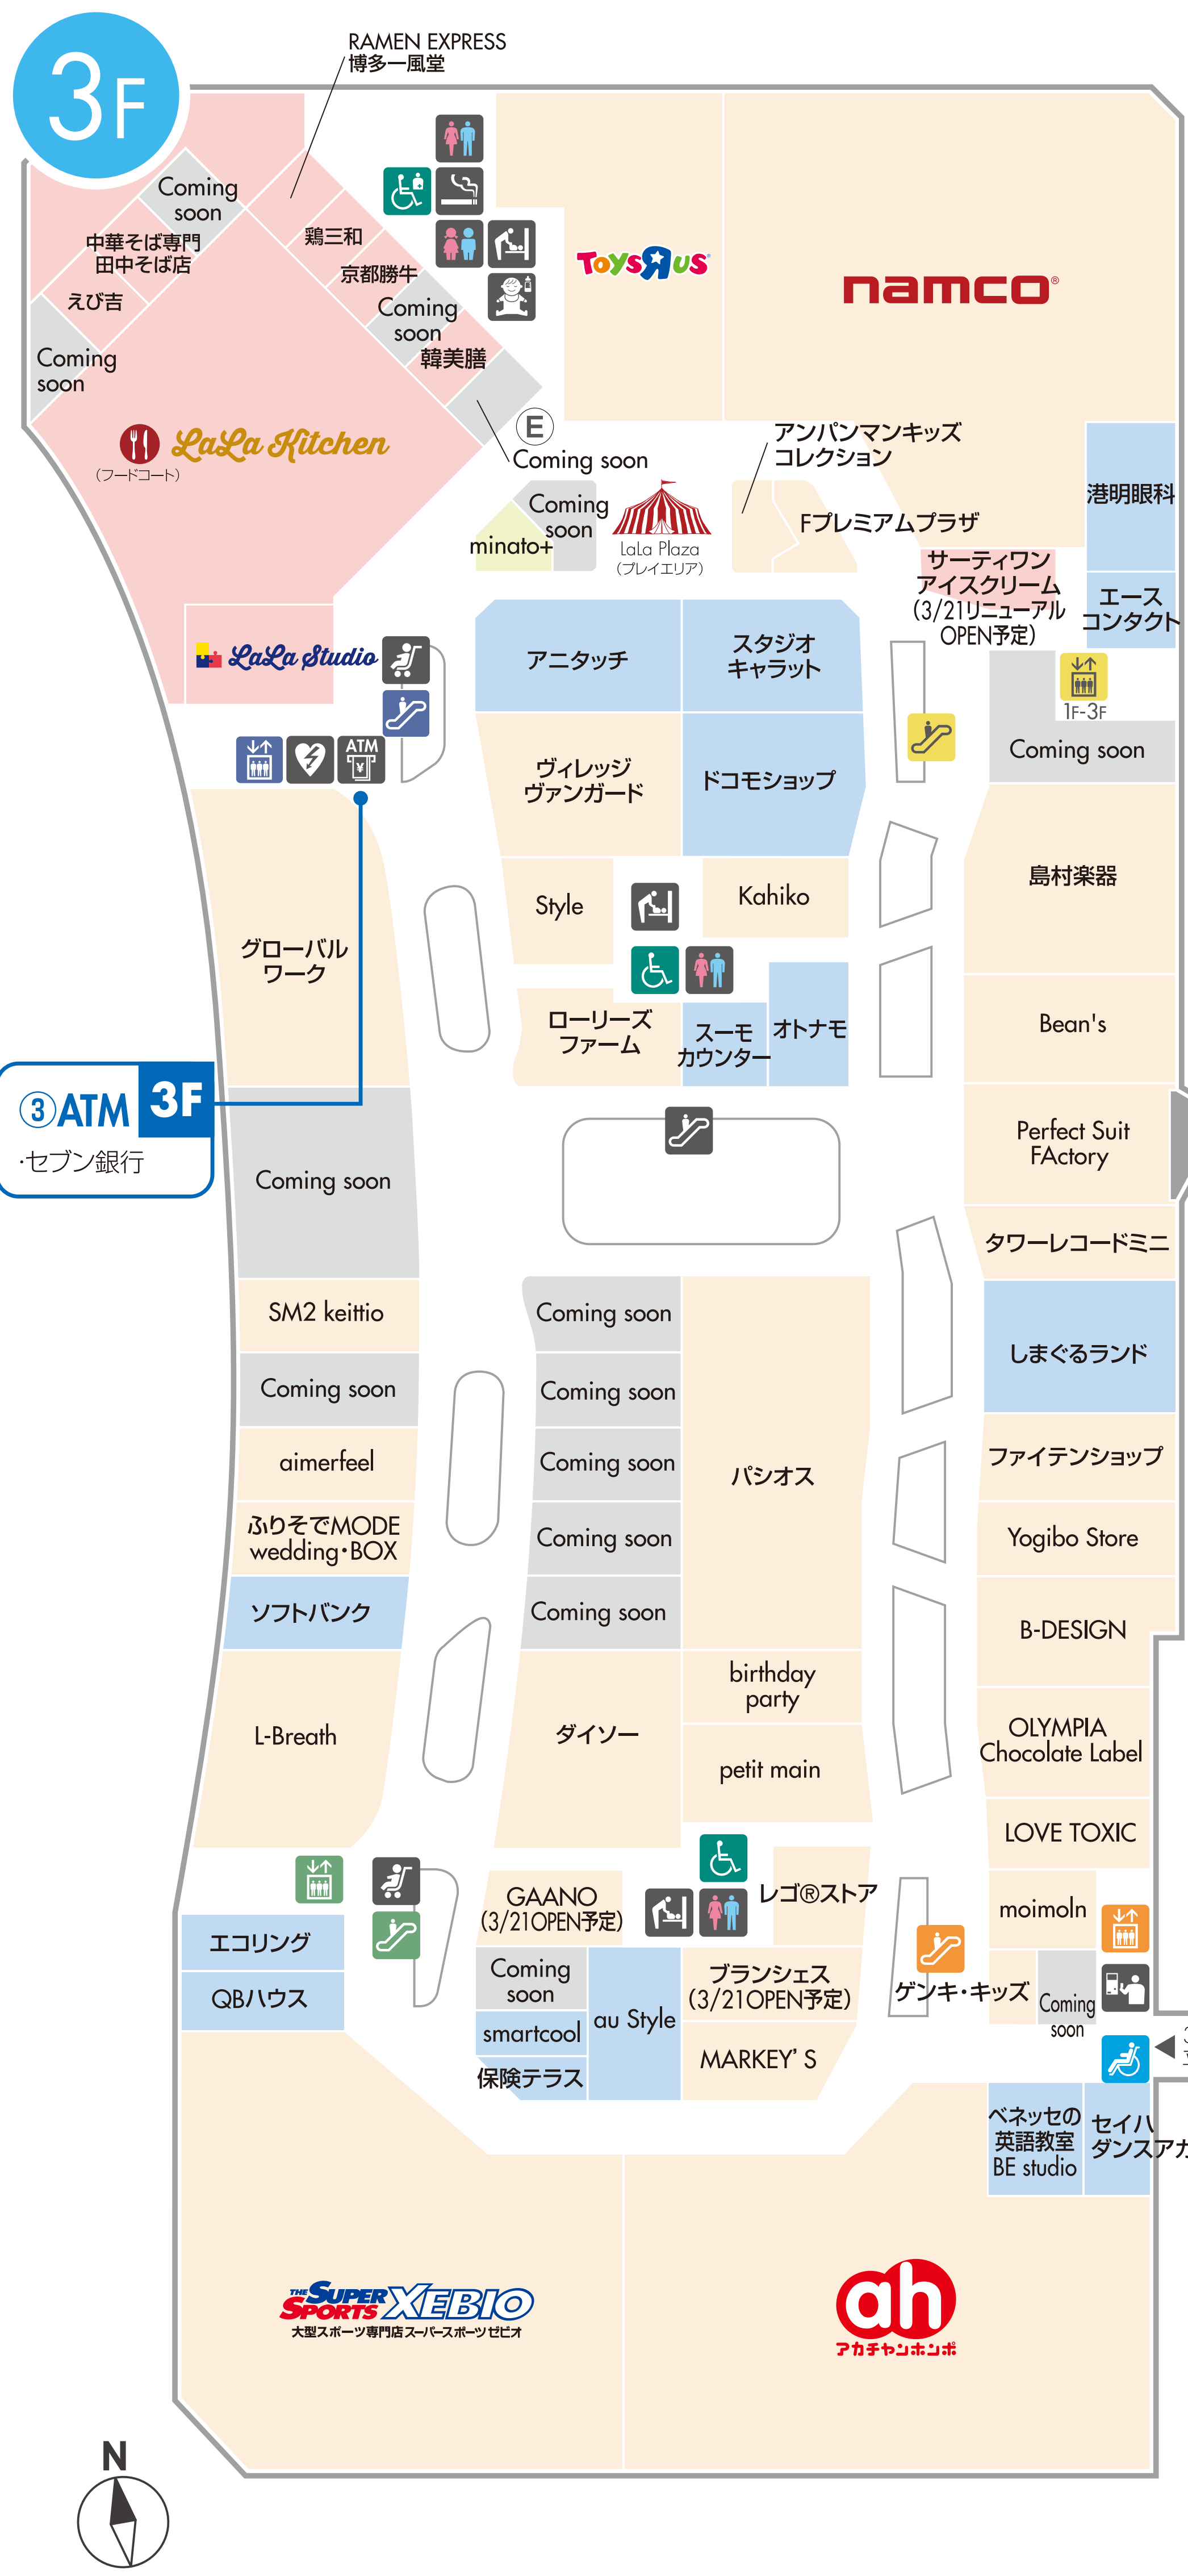 3F
RAMEN EXPRESS
博多一風堂
Coming
soon
中華そば専門
田中そば店
えび吉
Coming
soon
鶏三和
京都勝牛
Coming
soon
韓美膳
E
Coming soon
LaLa Kitchen
(フードコート)
ToysЯus
namco®
アンパンマンキッズ
コレクション
Fプレミアムプラザ
港明眼科
Coming
soon
minato+
LaLa Plaza
(プレイエリア)
サーティワン
アイスクリーム
(3/21リニューアル
OPEN予定)
エース
コンタクト
LaLa Studio
アニタッチ
スタジオ
キャラット
1F-3F
Coming soon
ATM
ヴィレッジ
ヴァンガード
ドコモショップ
島村楽器
Style
Kahiko
グローバル
ワーク
ローリーズ
ファーム
スーモ
カウンター
オトナモ
Bean's
③ATM 3F
・セブン銀行
Coming soon
Perfect Suit
FActory
タワーレコードミニ
SM2 keittio
Coming soon
しまぐるランド
Coming soon
Coming soon
aimerfeel
Coming soon
パシオス
ファイテンショップ
ふりそでMODE
wedding・BOX
Coming soon
Yogibo Store
ソフトバンク
Coming soon
B-DESIGN
L-Breath
ダイソー
birthday
party
petit main
OLYMPIA
Chocolate Label
LOVE TOXIC
GAANO
(3/21OPEN予定)
レゴ®ストア
moimoln
エコリング
QBハウス
Coming
soon
smartcool
保険テラス
au Style
ブランシェス
(3/21OPEN予定)
MARKEY'S
ゲンキ・キッズ
Coming
soon
ベネッセの
英語教室
BE studio
セイハ
ダンスアカ
THE SUPER SPORTS XEBIO
大型スポーツ専門店スーパースポーツゼビオ
ah
アカチャンホンポ
N